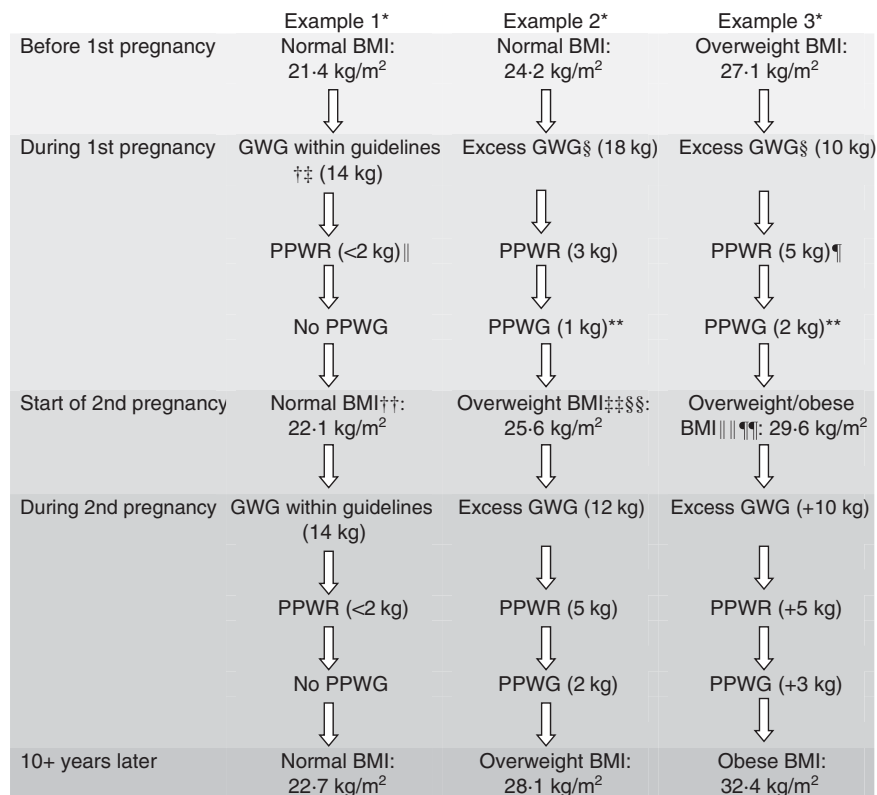 Example 1* Example 2* Example 3*
Before 1st pregnancy Normal BMI: Normal BMI: Overweight BMI:
21·4 kg/m² 24·2 kg/m² 27·1 kg/m²
During 1st pregnancy GWG within guidelines Excess GWG§ (18 kg) Excess GWG§ (10 kg)
†‡ (14 kg)
PPWR (<2 kg)‖ PPWR (3 kg) PPWR (5 kg)¶
No PPWG PPWG (1 kg)** PPWG (2 kg)**
Start of 2nd pregnancy Normal BMI††: Overweight BMI‡‡§§: Overweight/obese
22·1 kg/m² 25·6 kg/m² BMI‖‖¶¶: 29·6 kg/m²
During 2nd pregnancy GWG within guidelines Excess GWG (12 kg) Excess GWG (+10 kg)
(14 kg)
PPWR (<2 kg) PPWR (5 kg) PPWR (+5 kg)
No PPWG PPWG (2 kg) PPWG (+3 kg)
10+ years later Normal BMI: Overweight BMI: Obese BMI:
22·7 kg/m² 28·1 kg/m² 32·4 kg/m²